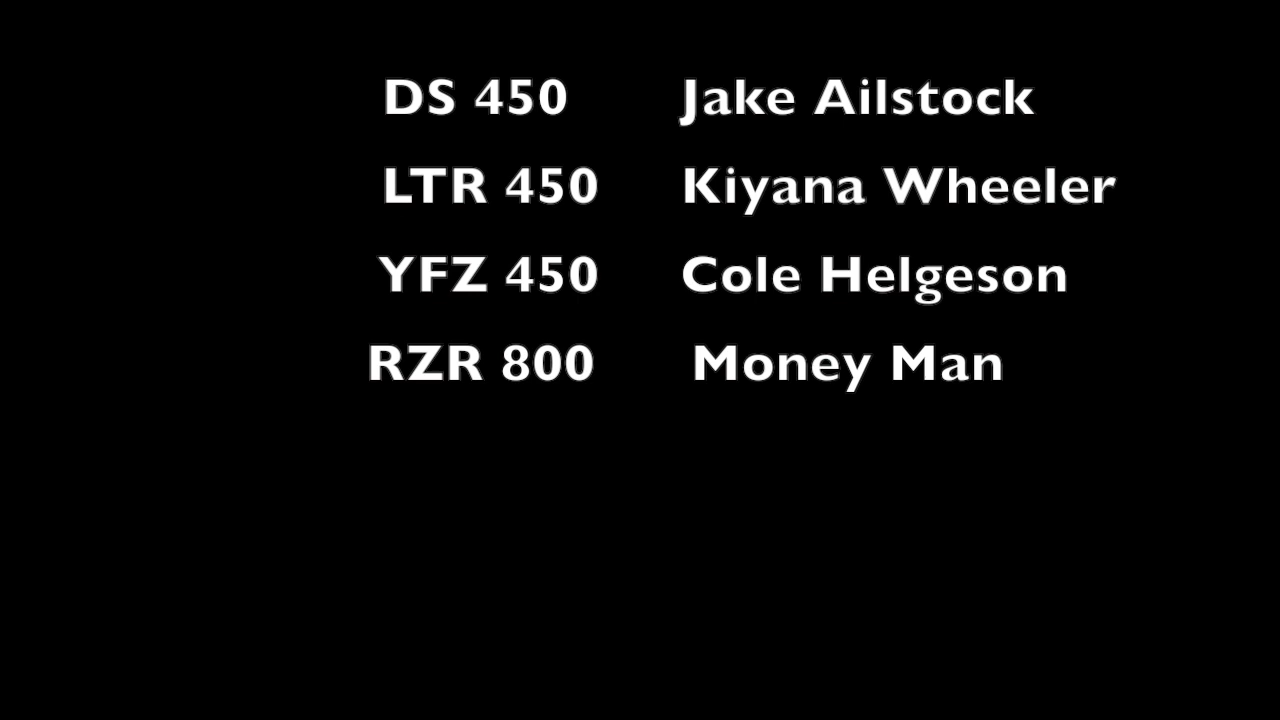 DS 450 Jake Ailstock
LTR 450 Kiyana Wheeler
YFZ 450 Cole Helgeson
RZR 800 Money Man